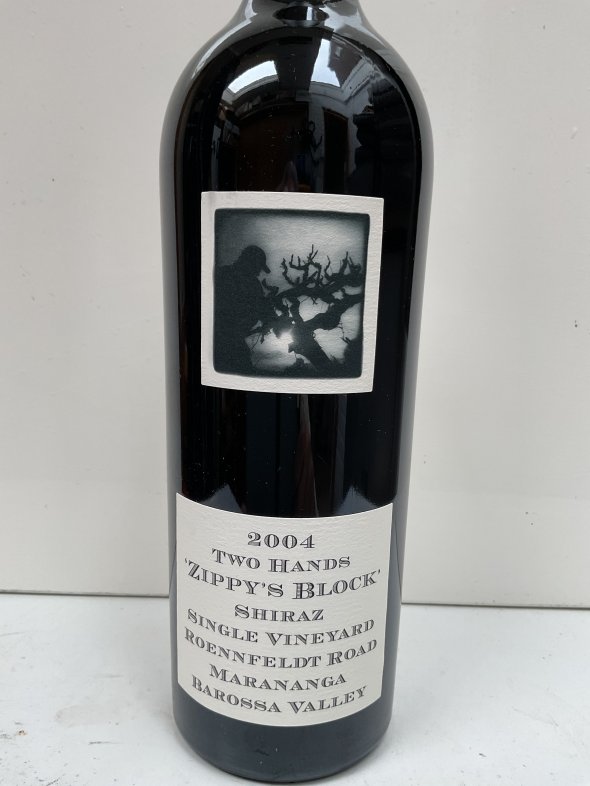 2004
Two Hands
'Zippy's Block'
Shiraz
Single Vineyard
Roennfeldt Road
Marananga
Barossa Valley